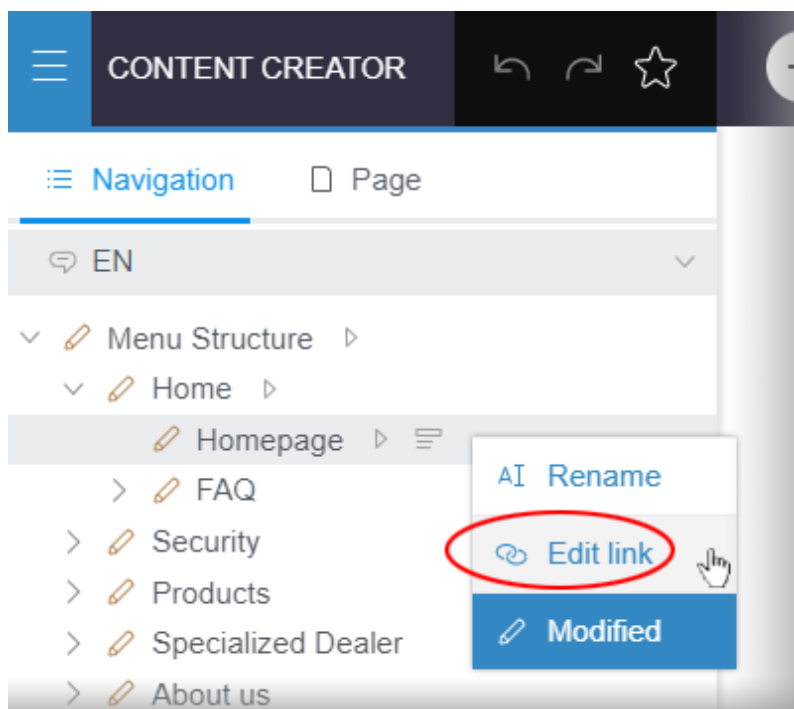 CONTENT CREATOR
Navigation Page
EN
Menu Structure
Home
Homepage
AI Rename
FAQ
Security
Edit link
Products
Modified
Specialized Dealer
About us